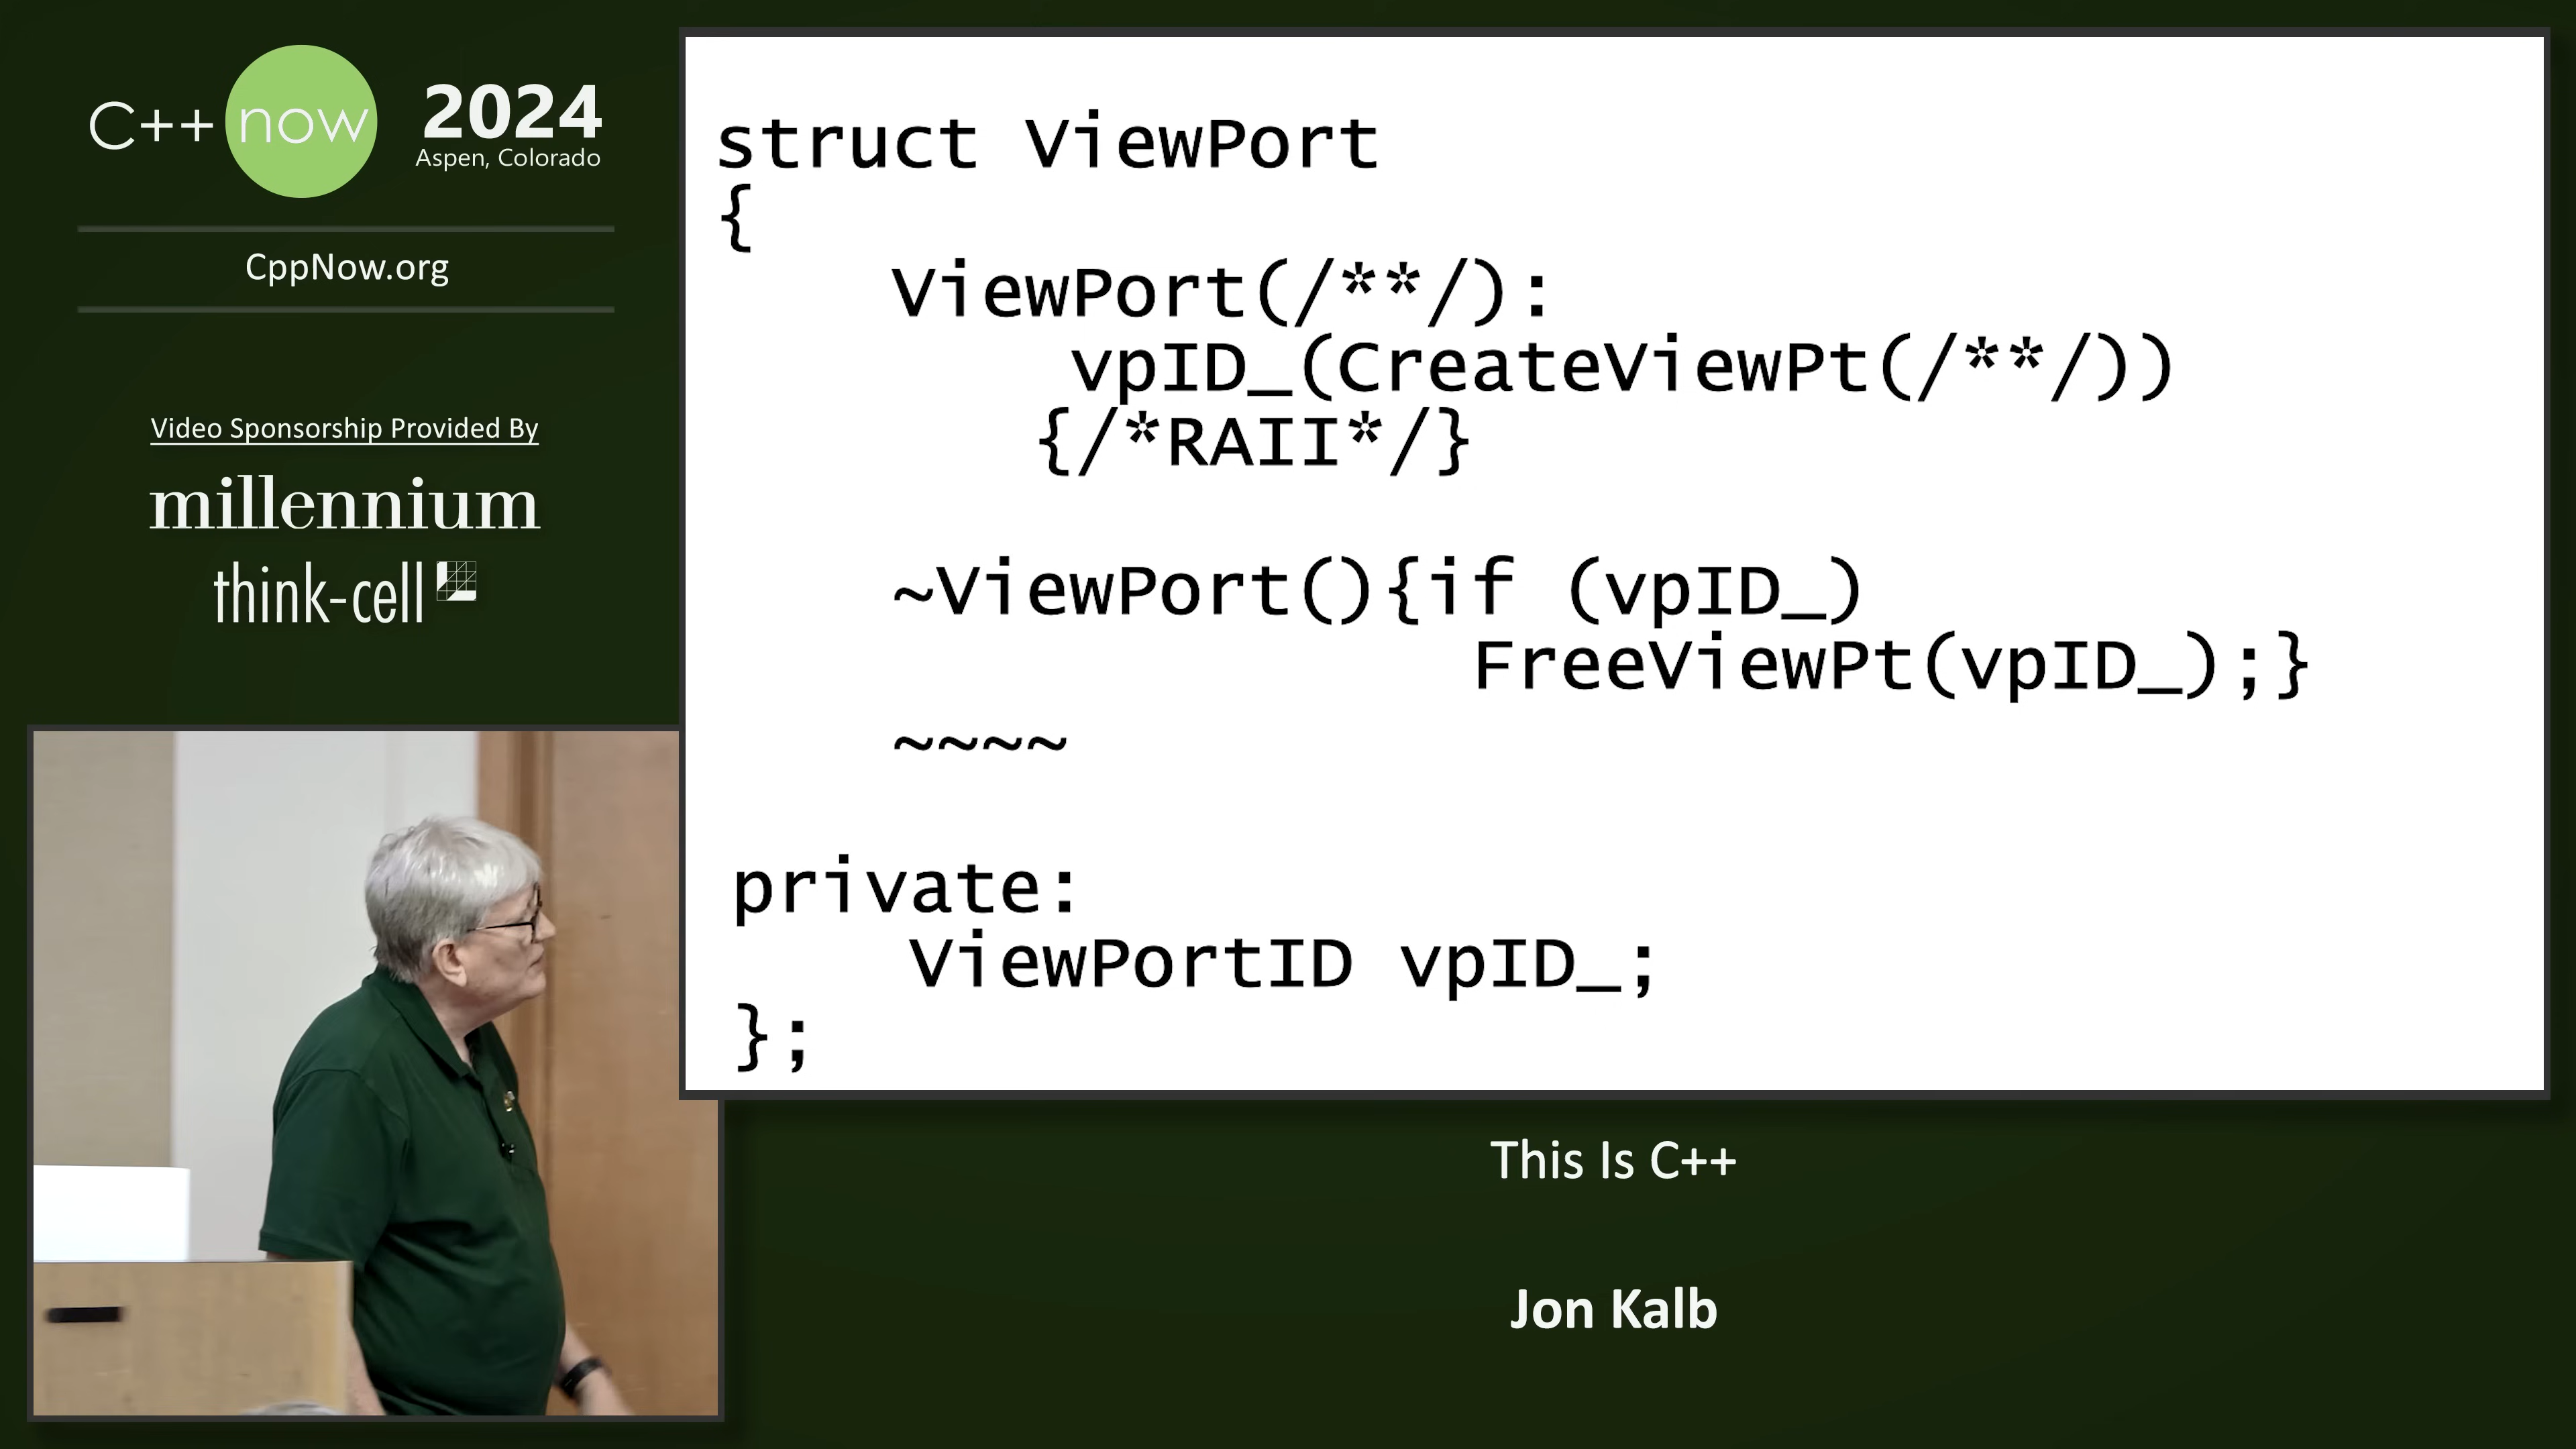 C++ now 2024
Aspen, Colorado
CppNow.org
Video Sponsorship Provided By
millennium
think-cell
struct ViewPort
{
ViewPort(/**/):
vpID_(CreateViewPt(/**/))
{/*RAII*/}
~ViewPort(){if (vpID_)
FreeViewPt(vpID_);}
~~~~
private:
ViewPortID vpID_;
};
This Is C++
Jon Kalb